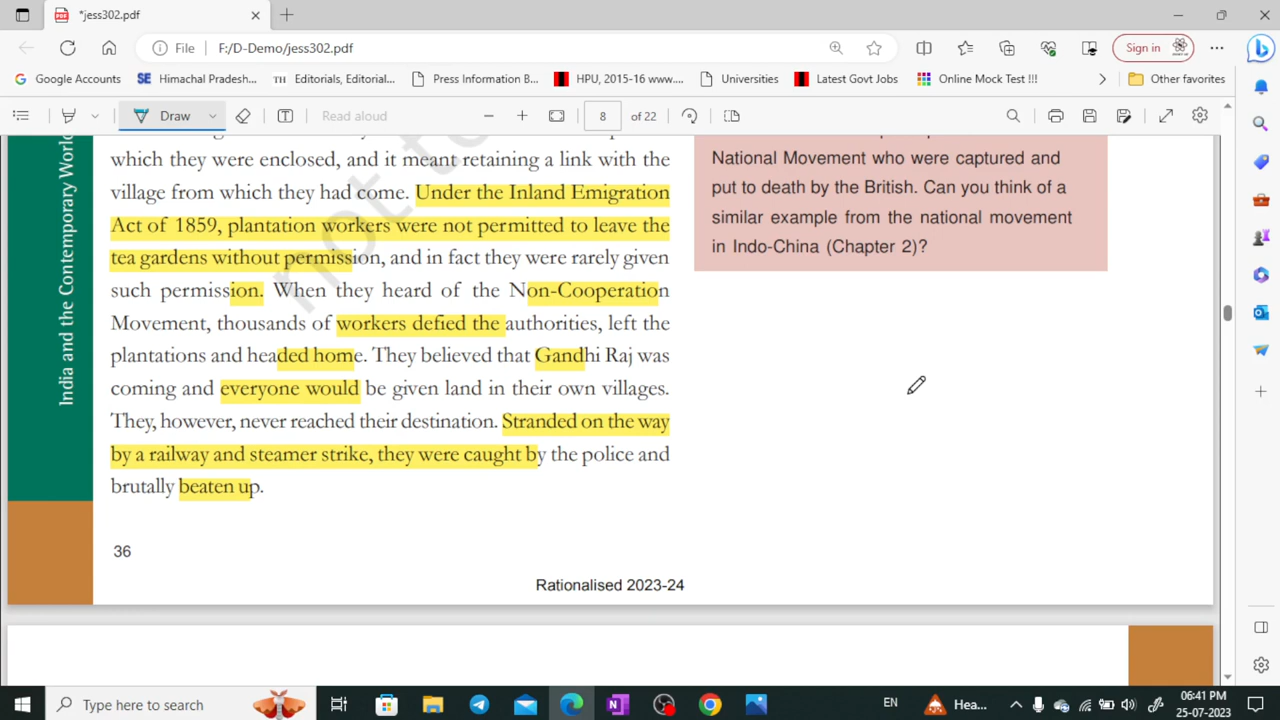 *jess302.pdf
File
F:/D-Demo/jess302.pdf
Sign in
Google Accounts
SE Himachal Pradesh...
TH Editorials, Editorial...
Press Information B...
HPU, 2015-16 www....
Universities
Latest Govt Jobs
Online Mock Test !!!
Other favorites
Draw
Read aloud
8 of 22
India and the Contemporary World
which they were enclosed, and it meant retaining a link with the
village from which they had come. Under the Inland Emigration
Act of 1859, plantation workers were not permitted to leave the
tea gardens without permission, and in fact they were rarely given
such permission. When they heard of the Non-Cooperation
Movement, thousands of workers defied the authorities, left the
plantations and headed home. They believed that Gandhi Raj was
coming and everyone would be given land in their own villages.
They, however, never reached their destination. Stranded on the way
by a railway and steamer strike, they were caught by the police and
brutally beaten up.
National Movement who were captured and
put to death by the British. Can you think of a
similar example from the national movement
in Indo-China (Chapter 2)?
not to
36
Rationalised 2023-24
Type here to search
EN
Hea...
06:41 PM
25-07-2023